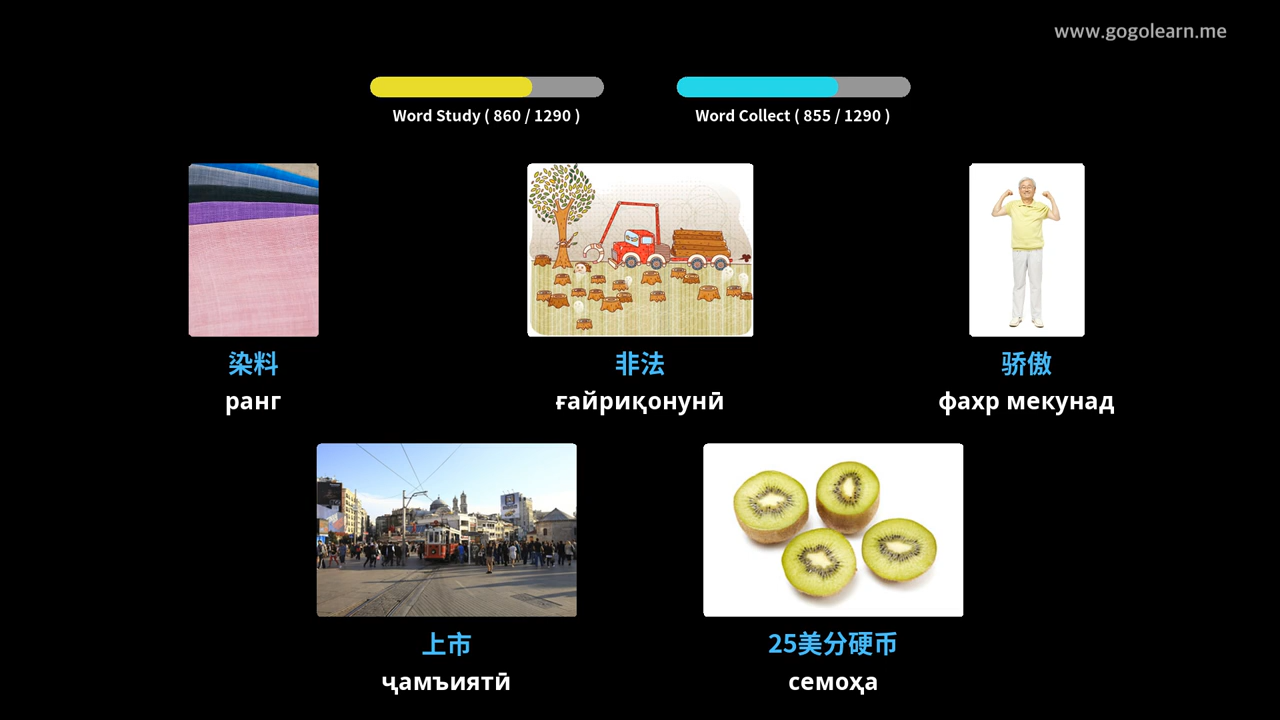 www.gogolearn.me
Word Study ( 860 / 1290 )
Word Collect ( 855 / 1290 )
染料
ранг
非法
ғайриқонунӣ
骄傲
фахр мекунад
上市
ҷамъиятӣ
25美分硬币
семоҳа